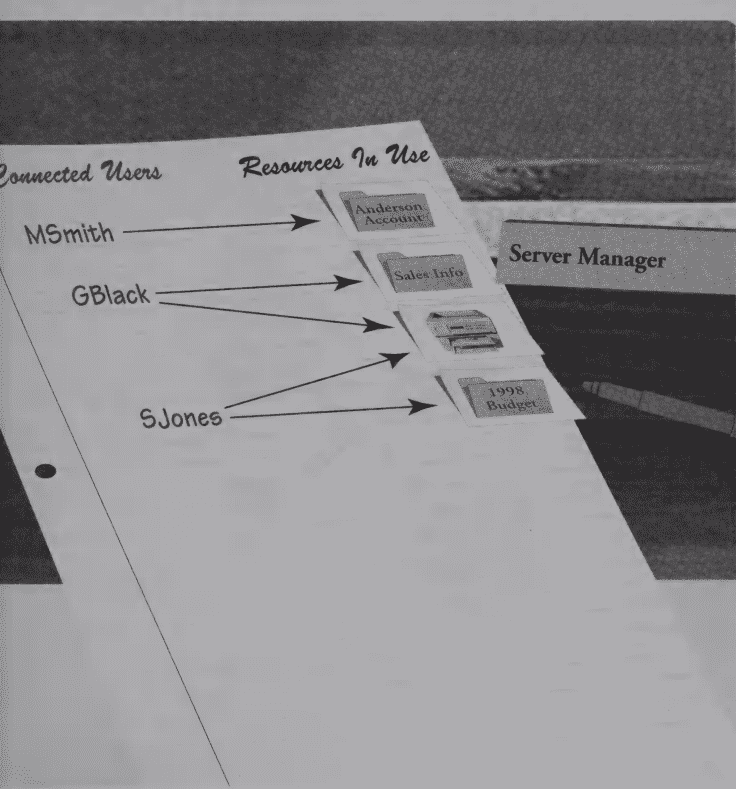 Connected Users
Resources In Use
MSmith
Anderson
Account
Server Manager
GBlack
Sales Info
SJones
1998
Budget